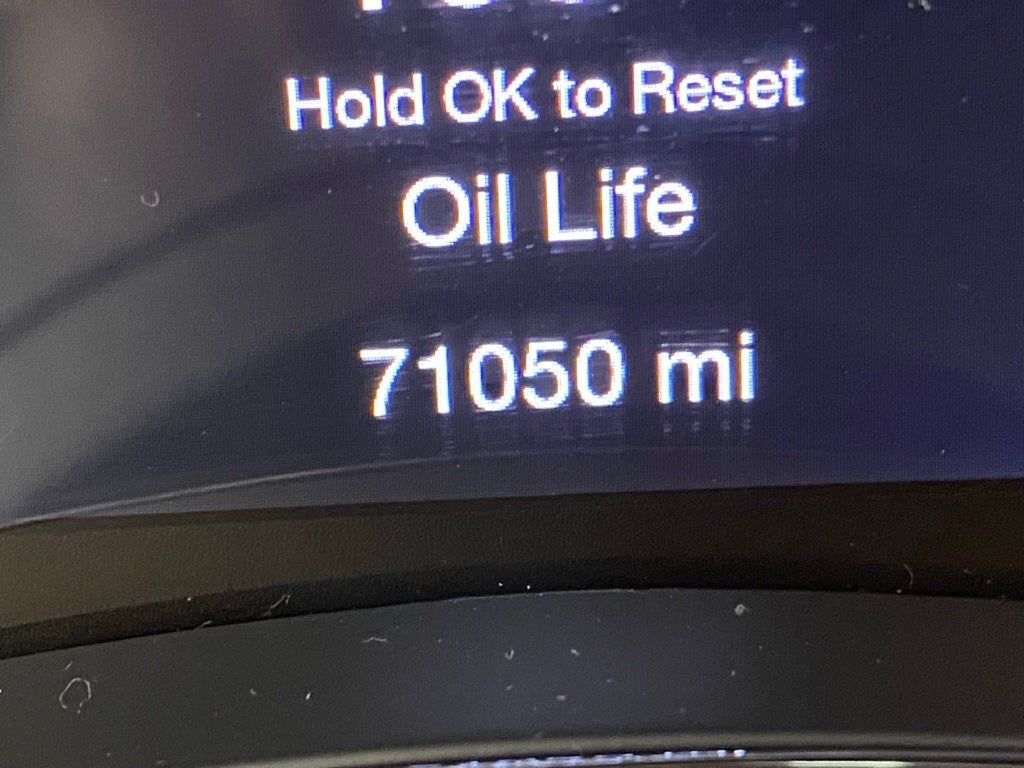 Hold OK to Reset
Oil Life
71050 mi